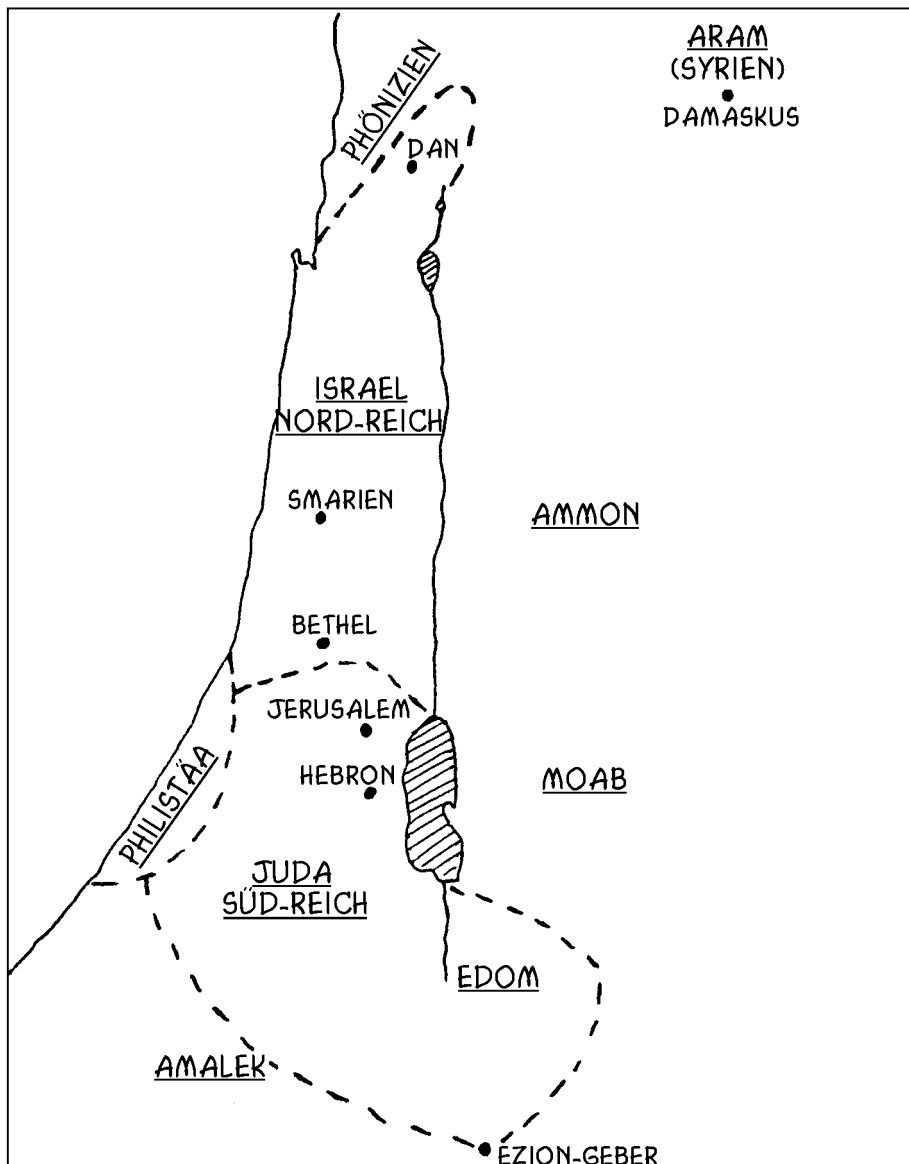 ARAM
(SYRIEN)
DAMASKUS
PHÖNIZIEN
DAN
ISRAEL
NORD-REICH
SMARIEN
AMMON
BETHEL
JERUSALEM
PHILISTÄA
HEBRON
MOAB
JUDA
SÜD-REICH
EDOM
AMALEK
EZION-GEBER